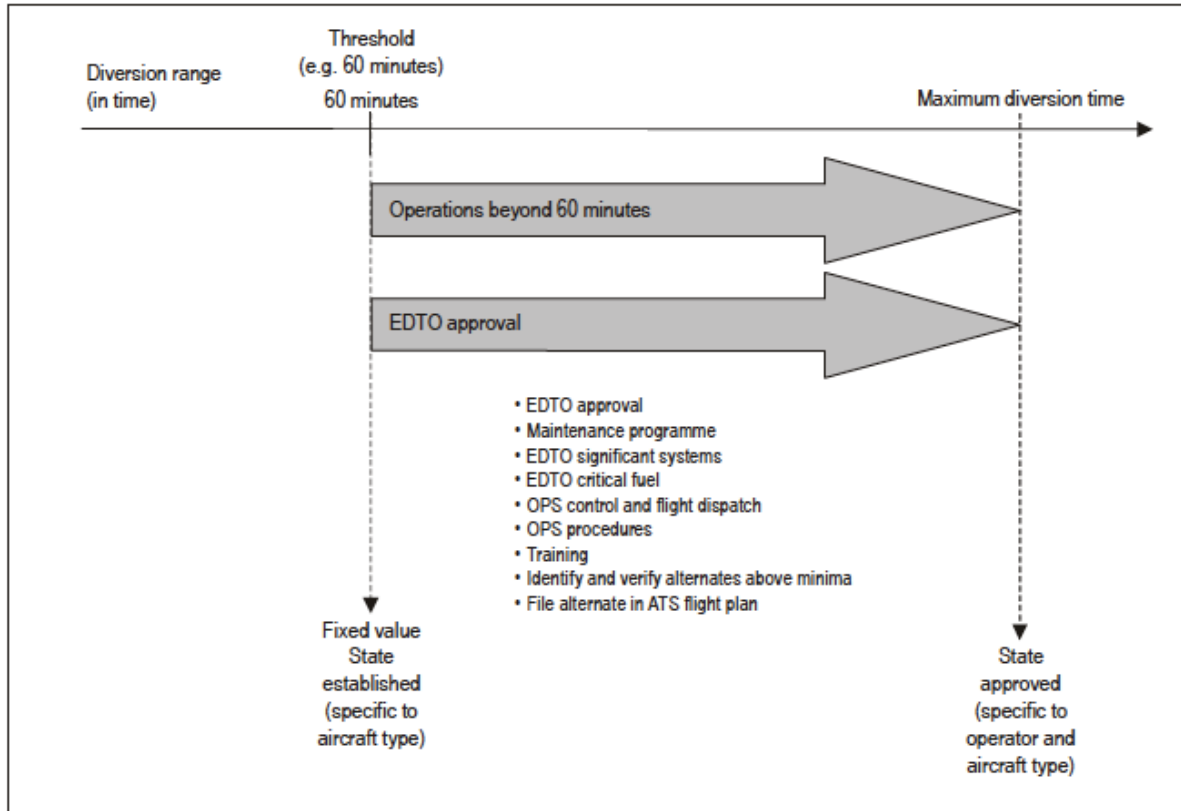 Threshold
(e.g. 60 minutes)
Diversion range
(in time)
60 minutes
Maximum diversion time
Operations beyond 60 minutes
EDTO approval
• EDTO approval
• Maintenance programme
• EDTO significant systems
• EDTO critical fuel
• OPS control and flight dispatch
• OPS procedures
• Training
• Identify and verify alternates above minima
• File alternate in ATS flight plan
Fixed value
State
established
(specific to
aircraft type)
State
approved
(specific to
operator and
aircraft type)